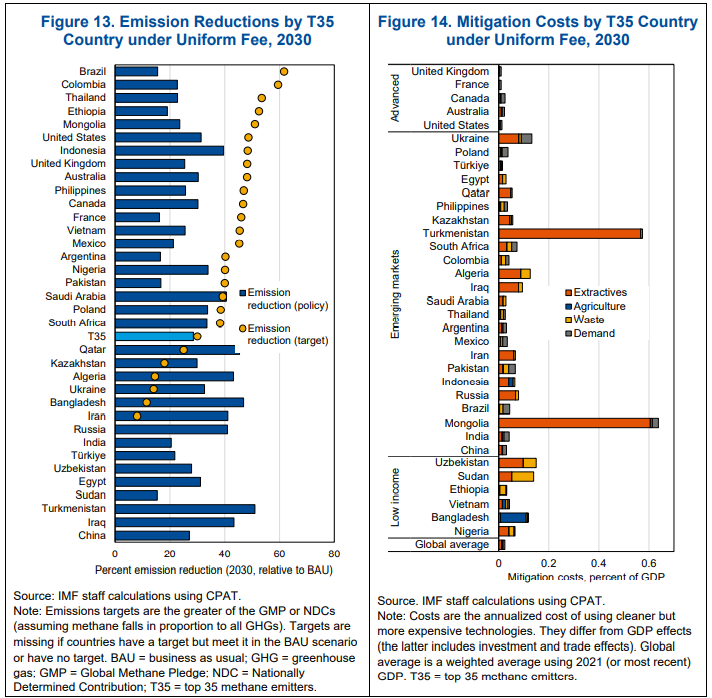 Figure 13. Emission Reductions by T35
Country under Uniform Fee, 2030
Brazil
Colombia
Thailand
Ethiopia
Mongolia
United States
Indonesia
United Kingdom
Australia
Philippines
Canada
France
Vietnam
Mexico
Argentina
Nigeria
Pakistan
Saudi Arabia
Poland
South Africa
T35
Qatar
Kazakhstan
Algeria
Ukraine
Bangladesh
Iran
Russia
India
Türkiye
Uzbekistan
Egypt
Sudan
Turkmenistan
Iraq
China
Emission
reduction (policy)
Emission
reduction (target)
0 20 40 60 80
Percent emission reduction (2030, relative to BAU)
Source: IMF staff calculations using CPAT.
Note: Emissions targets are the greater of the GMP or NDCs
(assuming methane falls in proportion to all GHGs). Targets are
missing if countries have a target but meet it in the BAU scenario
or have no target. BAU = business as usual; GHG = greenhouse
gas; GMP = Global Methane Pledge; NDC = Nationally
Determined Contribution; T35 = top 35 methane emitters.
Figure 14. Mitigation Costs by T35 Country
under Uniform Fee, 2030
Advanced
United Kingdom
France
Canada
Australia
United States
Emerging markets
Ukraine
Poland
Türkiye
Egypt
Qatar
Philippines
Kazakhstan
Turkmenistan
South Africa
Colombia
Algeria
Iraq
Saudi Arabia
Thailand
Argentina
Mexico
Iran
Pakistan
Indonesia
Russia
Brazil
Mongolia
India
China
Low income
Uzbekistan
Sudan
Ethiopia
Vietnam
Bangladesh
Nigeria
Global average
Extractives
Agriculture
Waste
Demand
0 0.2 0.4 0.6
Mitigation costs, percent of GDP
Source. IMF staff calculations using CPAT.
Note: Costs are the annualized cost of using cleaner but
more expensive technologies. They differ from GDP effects
(the latter includes investment and trade effects). Global
average is a weighted average using 2021 (or most recent)
GDP. T35 = top 35 methane emitters.